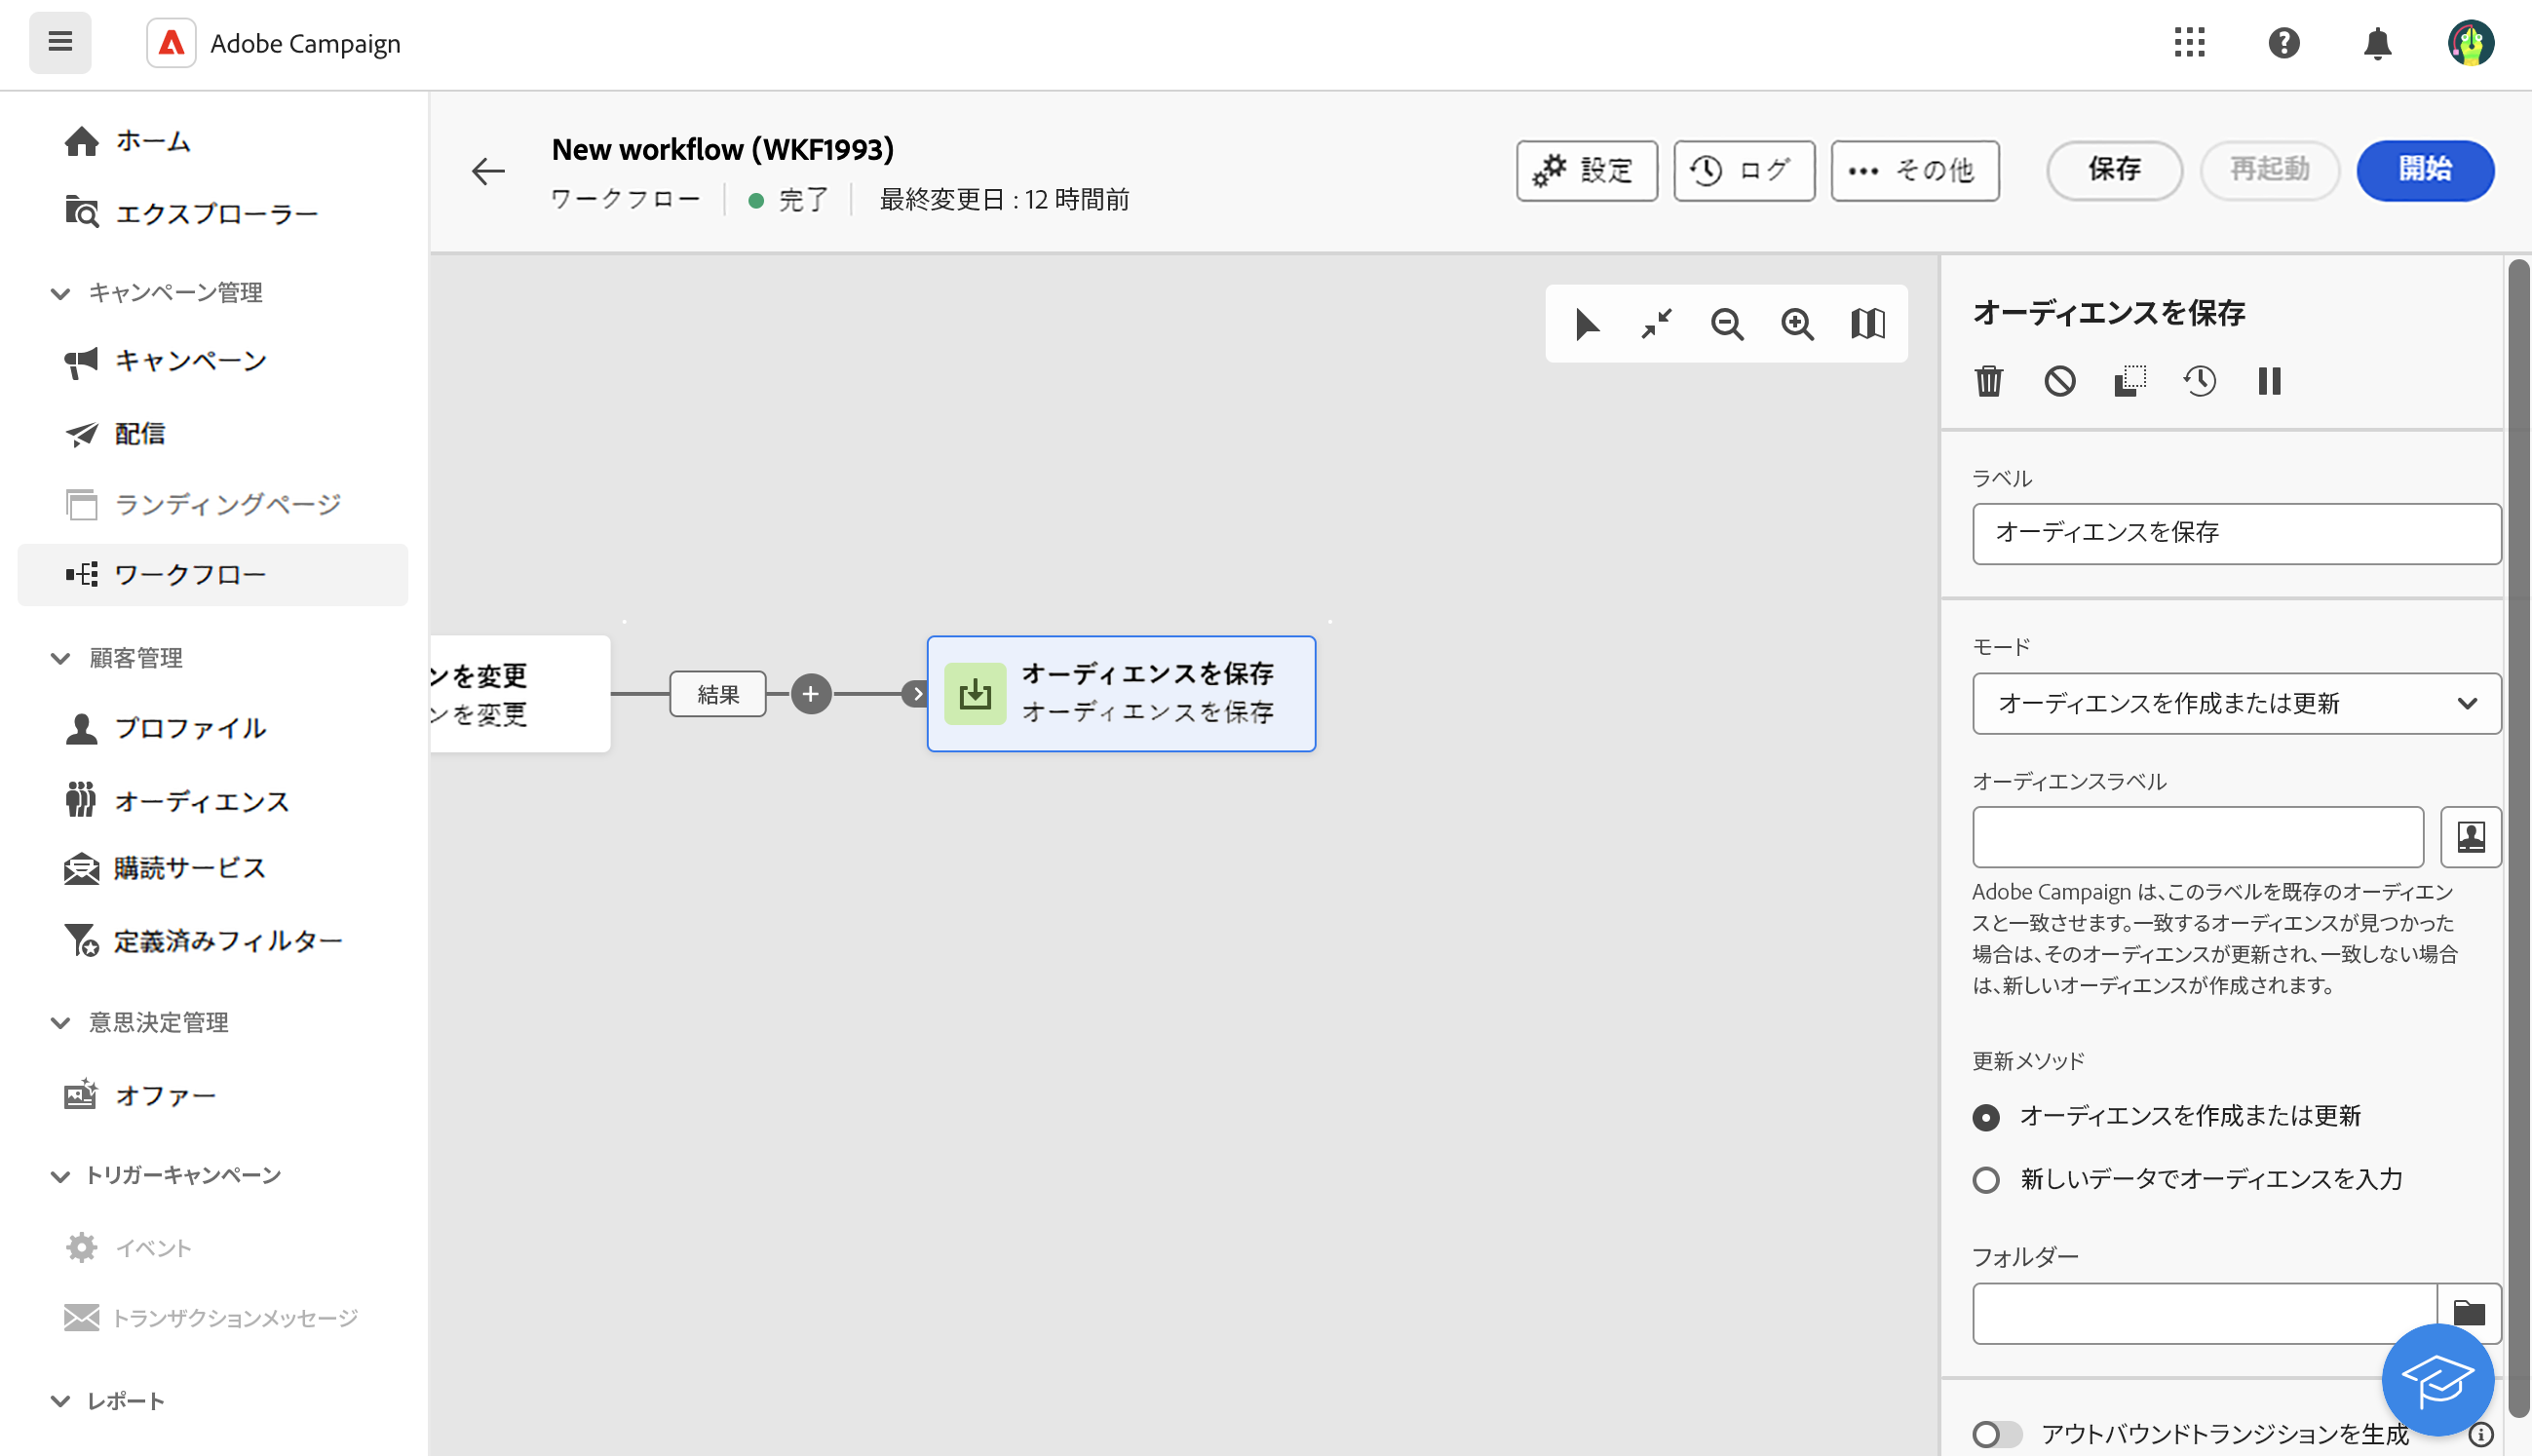 Adobe Campaign
ホーム
エクスプローラー
キャンペーン管理
キャンペーン
配信
ランディングページ
ワークフロー
顧客管理
プロファイル
オーディエンス
購読サービス
定義済みフィルター
意思決定管理
オファー
トリガーキャンペーン
イベント
トランザクションメッセージ
レポート
New workflow (WKF1993)
ワークフロー 完了 最終変更日 : 12 時間前
設定 ログ その他 保存 再起動 開始
ンを変更
ンを変更
結果
オーディエンスを保存
オーディエンスを保存
オーディエンスを保存
ラベル
オーディエンスを保存
モード
オーディエンスを作成または更新
オーディエンスラベル
Adobe Campaign は、このラベルを既存のオーディエン
スと一致させます。一致するオーディエンスが見つかった
場合は、そのオーディエンスが更新され、一致しない場合
は、新しいオーディエンスが作成されます。
更新メソッド
オーディエンスを作成または更新
新しいデータでオーディエンスを入力
フォルダー
アウトバウンドトランジションを生成